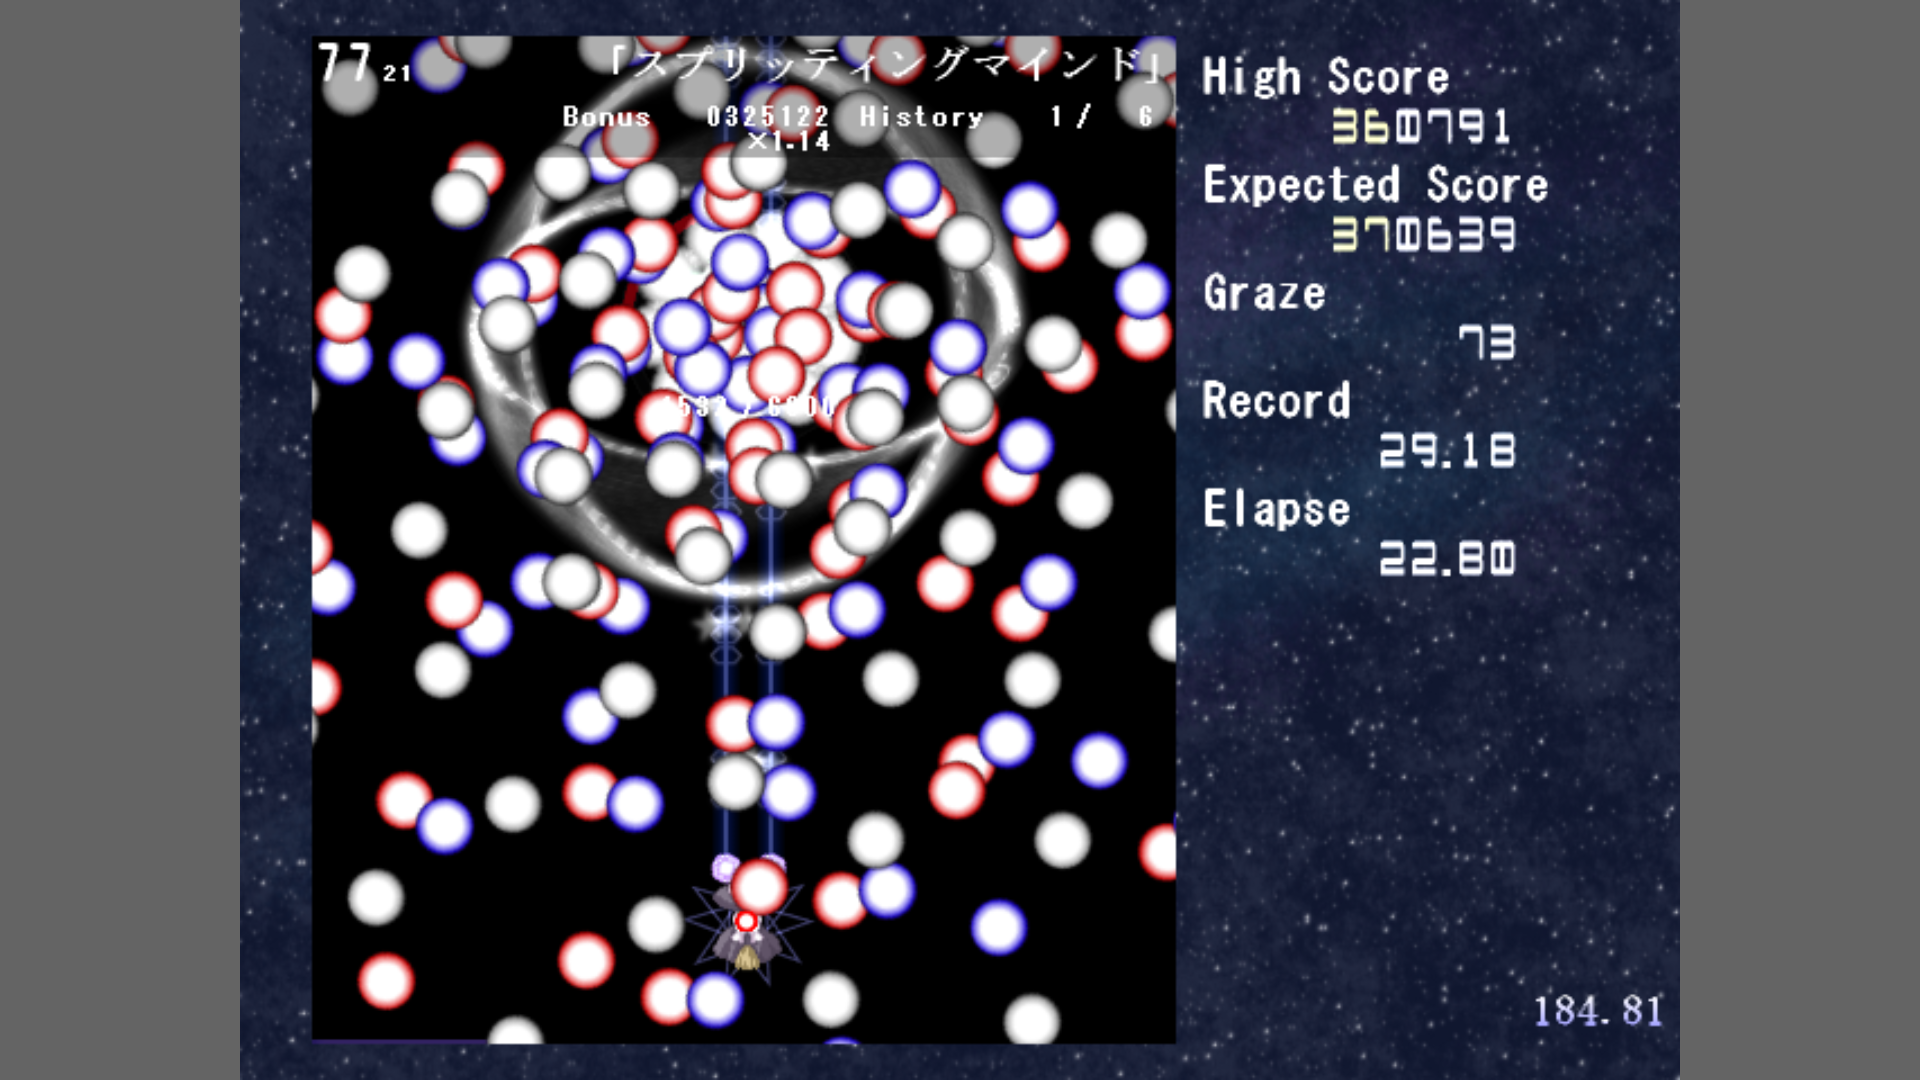 77 21
「スプリッティングマインド」
Bonus 0325122 History 1 / 6
×1.14
High Score
360791
Expected Score
370639
Graze
73
Record
29.18
Elapse
22.80
184.81